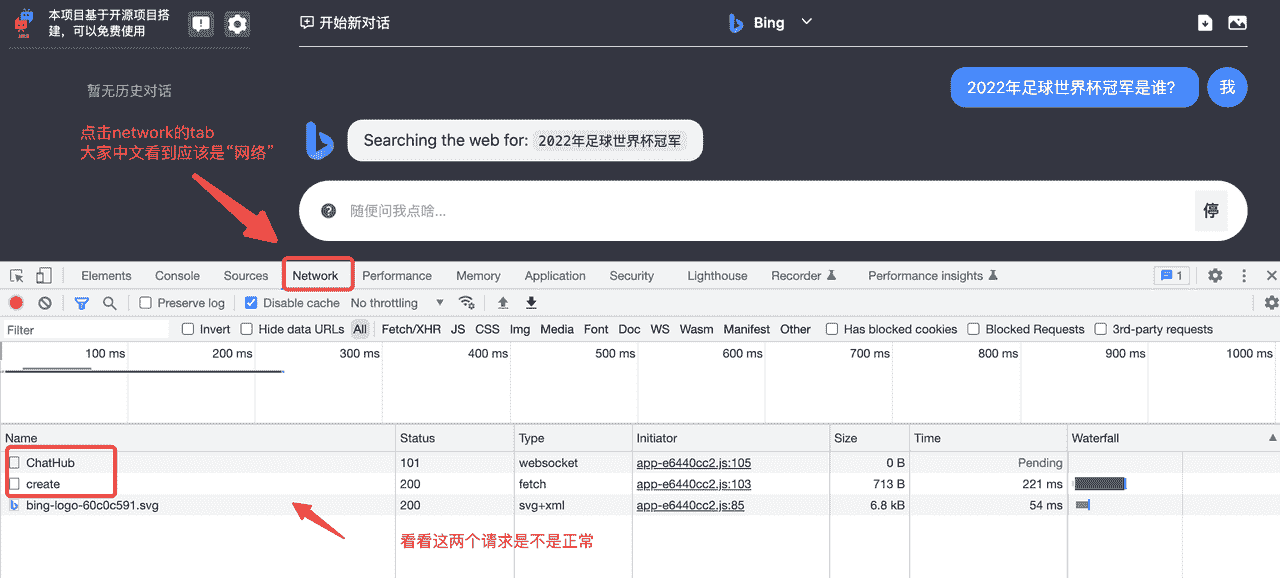 本项目基于开源项目搭
建，可以免费使用
开始新对话
Bing
暂无历史对话
2022年足球世界杯冠军是谁?
我
点击network的tab
大家中文看到应该是“网络”
Searching the web for: 2022年足球世界杯冠军
随便问我点啥...
停
Elements Console Sources Network Performance Memory Application Security Lighthouse Recorder Performance insights 1
Preserve log Disable cache No throttling
Filter Invert Hide data URLs All Fetch/XHR JS CSS Img Media Font Doc WS Wasm Manifest Other Has blocked cookies Blocked Requests 3rd-party requests
100 ms 200 ms 300 ms 400 ms 500 ms 600 ms 700 ms 800 ms 900 ms 1000 ms
Name Status Type Initiator Size Time Waterfall
ChatHub 101 websocket app-e6440cc2.js:105 0 B Pending
create 200 fetch app-e6440cc2.js:103 713 B 221 ms
bing-logo-60c0c591.svg 200 svg+xml app-e6440cc2.js:85 6.8 kB 54 ms
看看这两个请求是不是正常